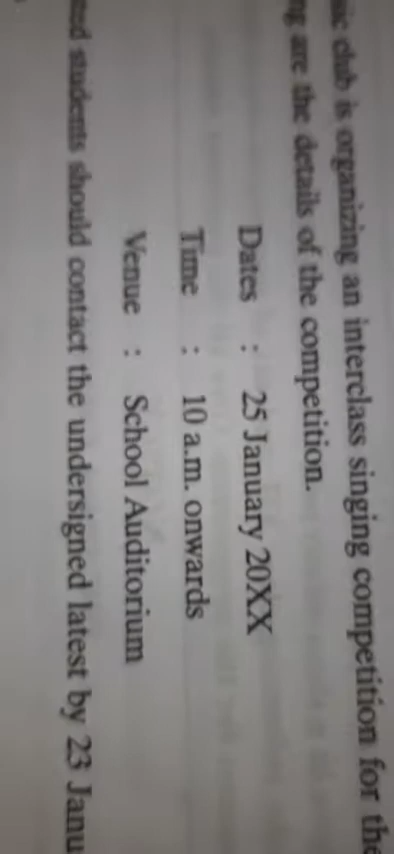 club is organizing an interclass singing competition for the
are the details of the competition.
Dates : 25 January 20XX
Time : 10 a.m. onwards
Venue : School Auditorium
students should contact the undersigned latest by 23